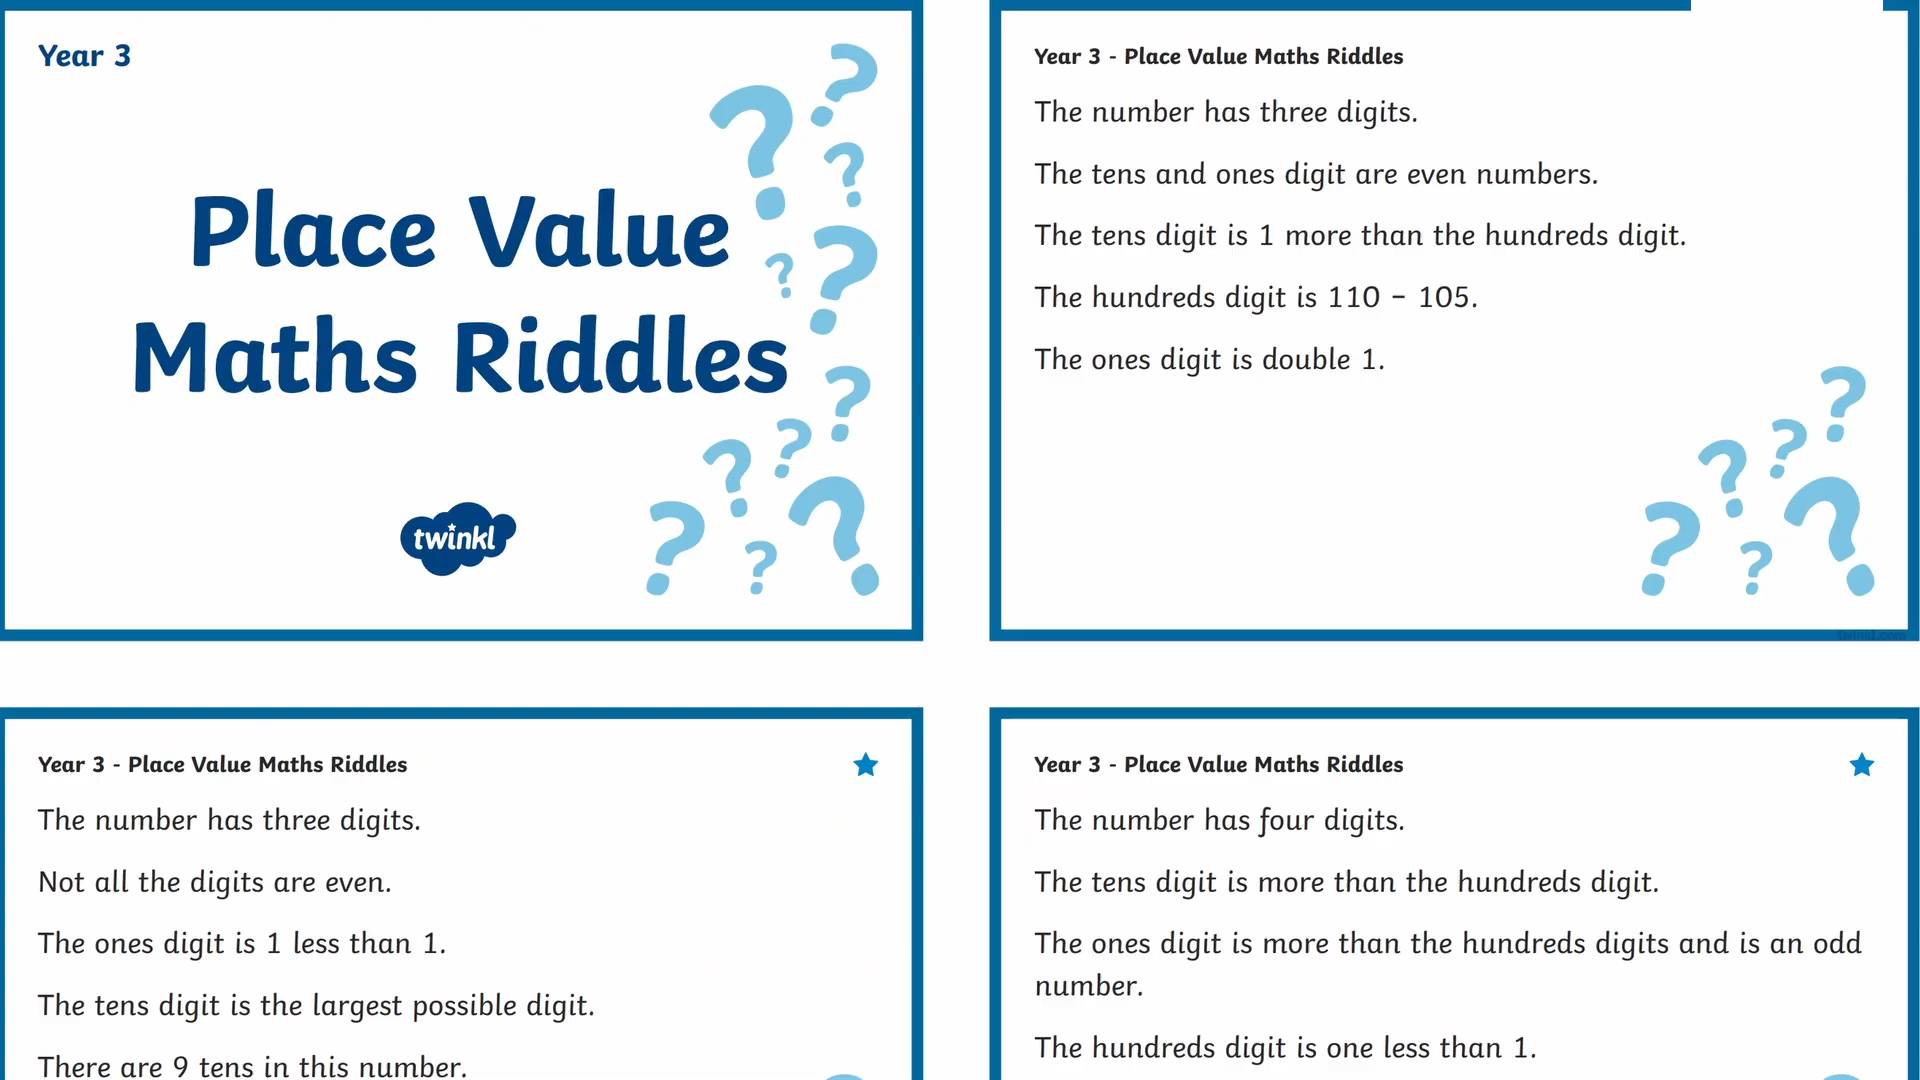 Year 3
Place Value
Maths Riddles
twinkl
Year 3 - Place Value Maths Riddles
The number has three digits.
The tens and ones digit are even numbers.
The tens digit is 1 more than the hundreds digit.
The hundreds digit is 110 − 105.
The ones digit is double 1.
twinkl.com
Year 3 - Place Value Maths Riddles
The number has three digits.
Not all the digits are even.
The ones digit is 1 less than 1.
The tens digit is the largest possible digit.
There are 9 tens in this number.
Year 3 - Place Value Maths Riddles
The number has four digits.
The tens digit is more than the hundreds digit.
The ones digit is more than the hundreds digits and is an odd
number.
The hundreds digit is one less than 1.